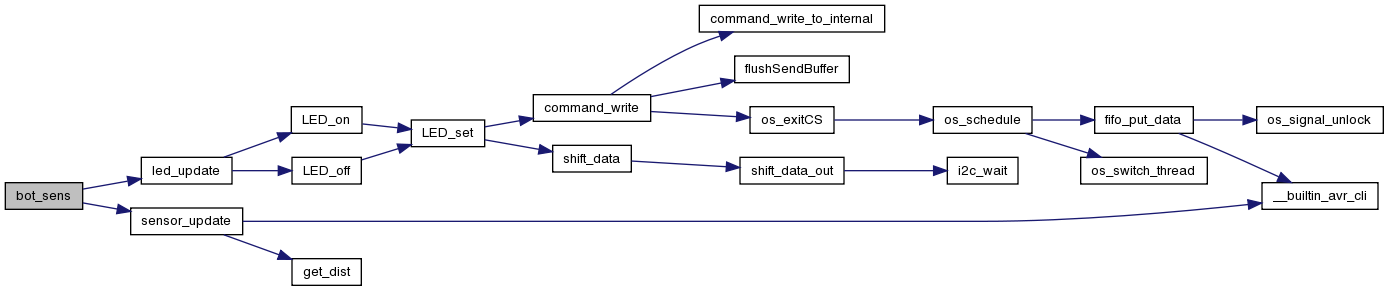 command_write_to_internal
flushSendBuffer
command_write
LED_on
os_exitCS
os_schedule
fifo_put_data
os_signal_unlock
LED_set
shift_data
led_update
LED_off
shift_data_out
i2c_wait
os_switch_thread
bot_sens
__builtin_avr_cli
sensor_update
get_dist